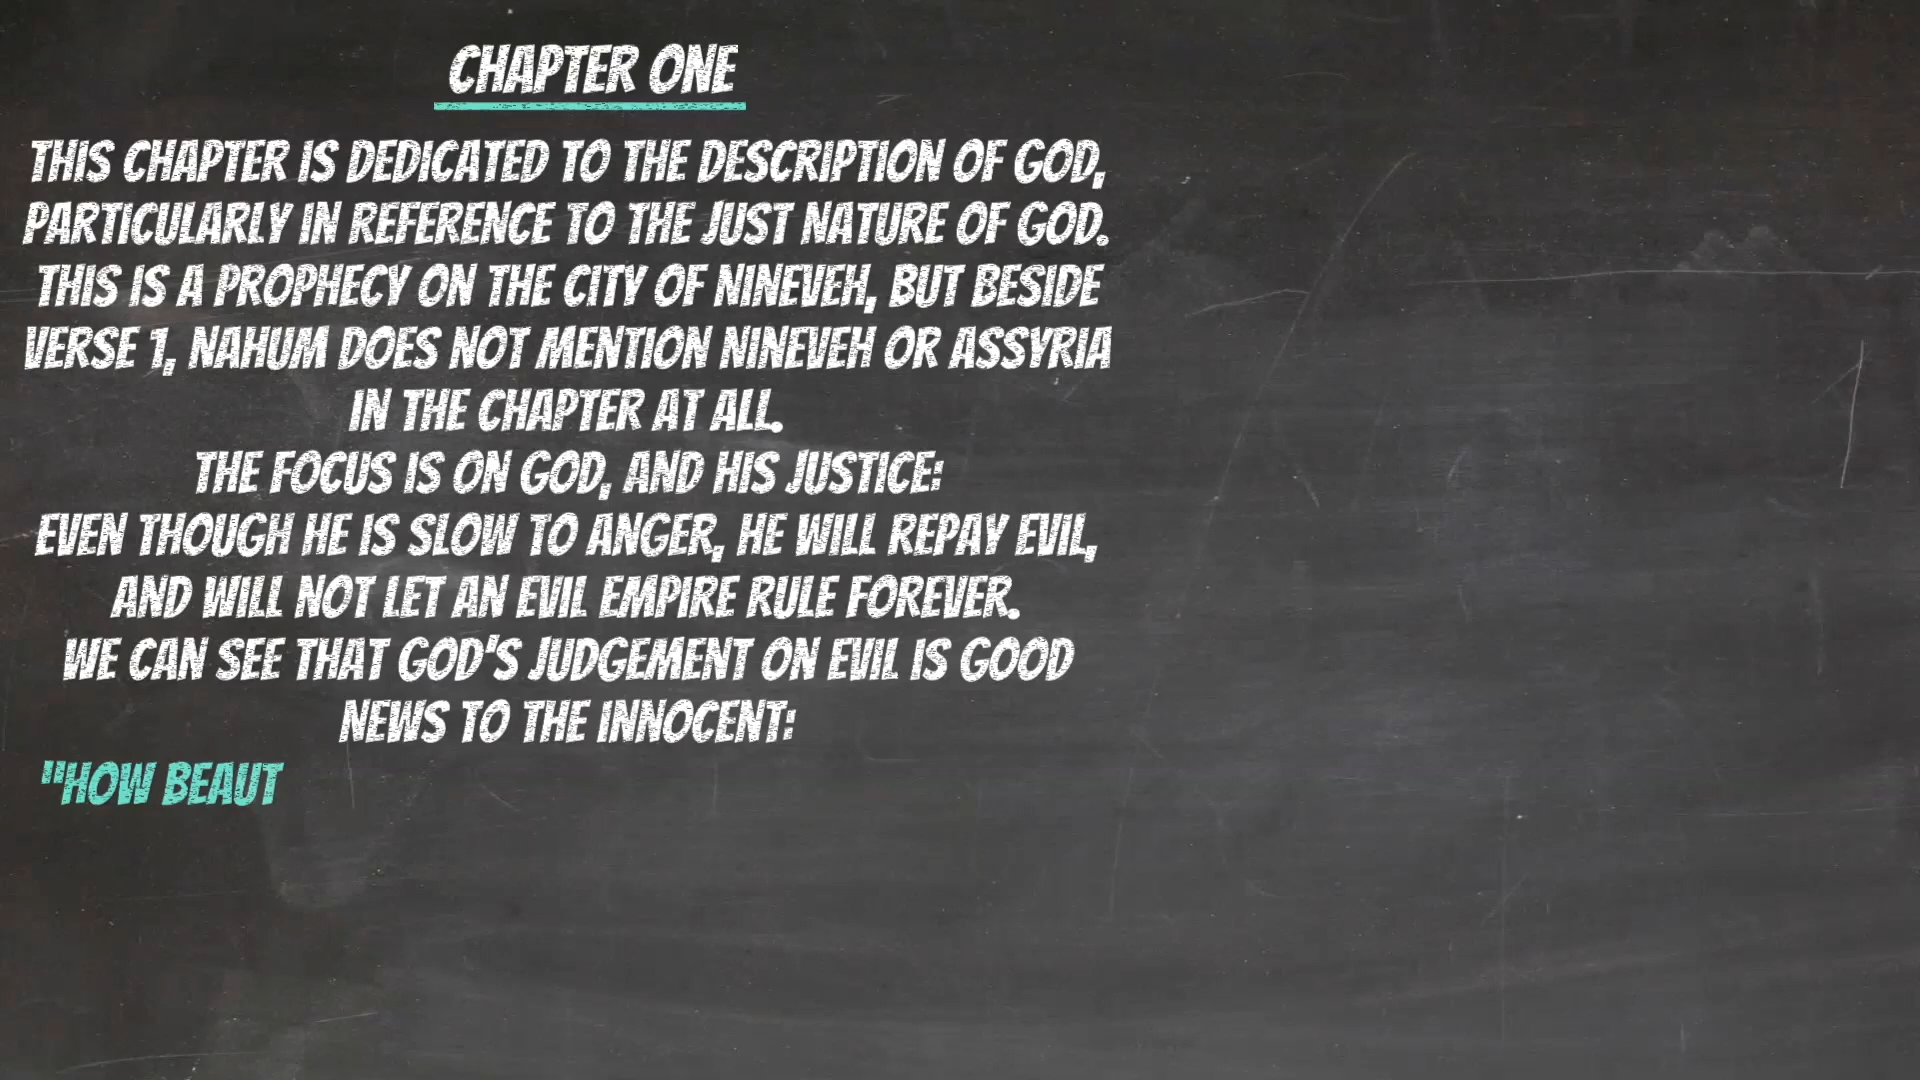 CHAPTER ONE
THIS CHAPTER IS DEDICATED TO THE DESCRIPTION OF GOD,
PARTICULARLY IN REFERENCE TO THE JUST NATURE OF GOD.
THIS IS A PROPHECY ON THE CITY OF NINEVEH, BUT BESIDE
VERSE 1, NAHUM DOES NOT MENTION NINEVEH OR ASSYRIA
IN THE CHAPTER AT ALL.
THE FOCUS IS ON GOD, AND HIS JUSTICE:
EVEN THOUGH HE IS SLOW TO ANGER, HE WILL REPAY EVIL,
AND WILL NOT LET AN EVIL EMPIRE RULE FOREVER.
WE CAN SEE THAT GOD'S JUDGEMENT ON EVIL IS GOOD
NEWS TO THE INNOCENT:
"HOW BEAUT